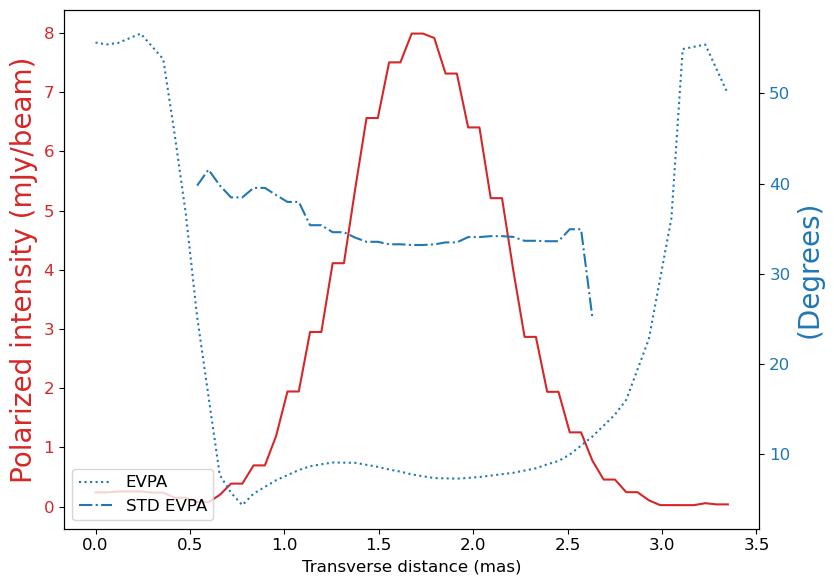 Polarized intensity (mJy/beam)
8
7
6
5
4
3
2
1
0
50
40
30
20
10
(Degrees)
EVPA
STD EVPA
0.0 0.5 1.0 1.5 2.0 2.5 3.0 3.5
Transverse distance (mas)